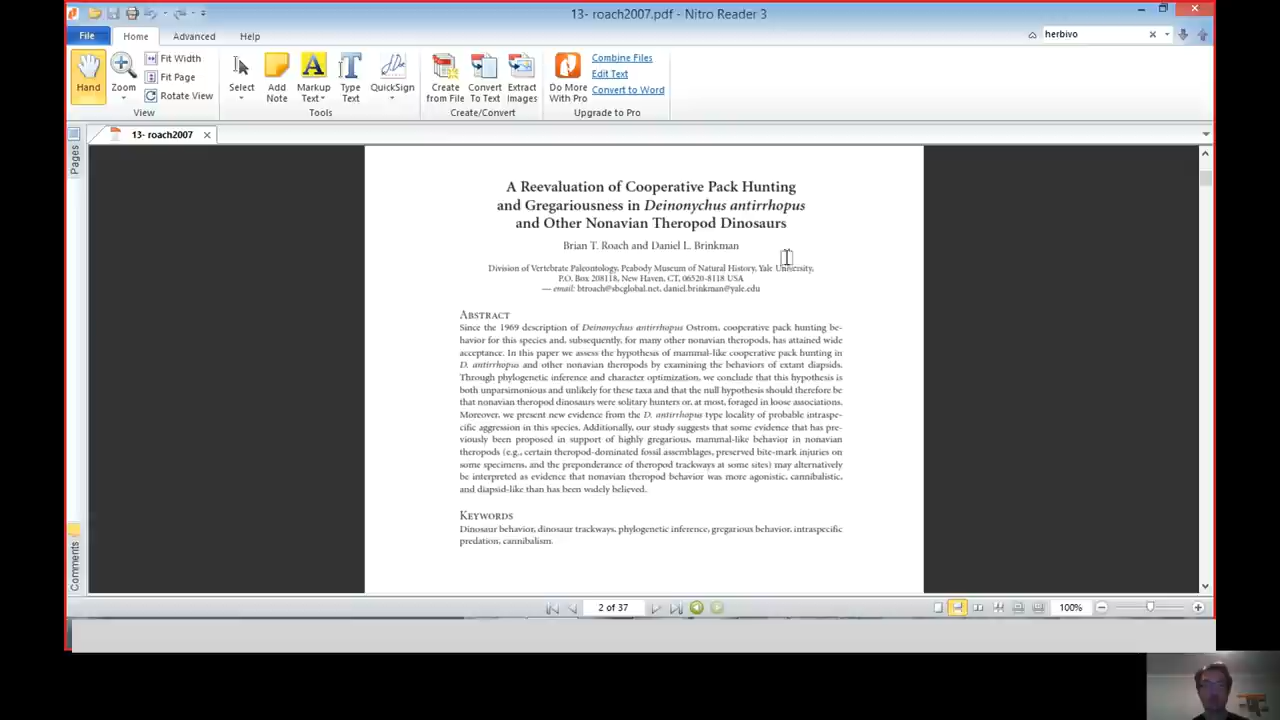 13- roach2007.pdf - Nitro Reader 3
File
Home
Advanced
Help
herbivo
Hand
Zoom
Fit Width
Fit Page
Rotate View
View
Select
Add
Note
Markup
Text
Type
Text
QuickSign
Tools
Create
from File
Convert
To Text
Extract
Images
Create/Convert
Do More
With Pro
Combine Files
Edit Text
Convert to Word
Upgrade to Pro
13- roach2007
Pages
A Reevaluation of Cooperative Pack Hunting
and Gregariousness in Deinonychus antirrhopus
and Other Nonavian Theropod Dinosaurs
Brian T. Roach and Daniel L. Brinkman
Division of Vertebrate Paleontology, Peabody Museum of Natural History, Yale University,
P.O. Box 208118, New Haven, CT, 06520-8118 USA
— email: btroach@sbcglobal.net, daniel.brinkman@yale.edu
Abstract
Since the 1969 description of Deinonychus antirrhopus Ostrom, cooperative pack hunting be-
havior for this species and, subsequently, for many other nonavian theropods, has attained wide
acceptance. In this paper we assess the hypothesis of mammal-like cooperative pack hunting in
D. antirrhopus and other nonavian theropods by examining the behaviors of extant diapsids.
Through phylogenetic inference and character optimization, we conclude that this hypothesis is
both unparsimonious and unlikely for these taxa and that the null hypothesis should therefore be
that nonavian theropod dinosaurs were solitary hunters or, at most, foraged in loose associations.
Moreover, we present new evidence from the D. antirrhopus type locality of probable intraspe-
cific aggression in this species. Additionally, our study suggests that some evidence that has pre-
viously been proposed in support of highly gregarious, mammal-like behavior in nonavian
theropods (e.g., certain theropod-dominated fossil assemblages, preserved bite-mark injuries on
some specimens, and the preponderance of theropod trackways at some sites) may alternatively
be interpreted as evidence that nonavian theropod behavior was more agonistic, cannibalistic,
and diapsid-like than has been widely believed.
Keywords
Dinosaur behavior, dinosaur trackways, phylogenetic inference, gregarious behavior, intraspecific
predation, cannibalism.
Comments
2 of 37
100%